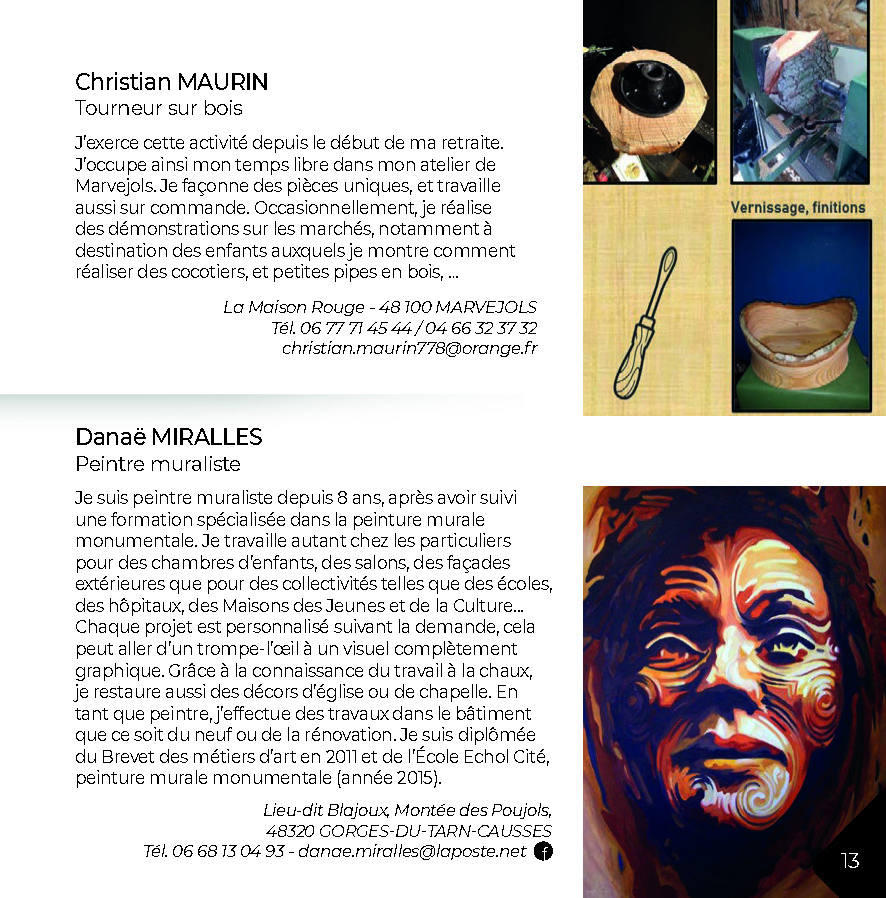 Christian MAURIN
Tourneur sur bois
J'exerce cette activité depuis le début de ma retraite.
J'occupe ainsi mon temps libre dans mon atelier de
Marvejols. Je façonne des pièces uniques, et travaille
aussi sur commande. Occasionnellement, je réalise
des démonstrations sur les marchés, notamment à
destination des enfants auxquels je montre comment
réaliser des cocotiers, et petites pipes en bois, ...
La Maison Rouge - 48 100 MARVEJOLS
Tél. 06 77 71 45 44 / 04 66 32 37 32
christian.maurin778@orange.fr
Vernissage, finitions
Danaë MIRALLES
Peintre muraliste
Je suis peintre muraliste depuis 8 ans, après avoir suivi
une formation spécialisée dans la peinture murale
monumentale. Je travaille autant chez les particuliers
pour des chambres d'enfants, des salons, des façades
extérieures que pour des collectivités telles que des écoles,
des hôpitaux, des Maisons des Jeunes et de la Culture...
Chaque projet est personnalisé suivant la demande, cela
peut aller d'un trompe-l'œil à un visuel complètement
graphique. Grâce à la connaissance du travail à la chaux,
je restaure aussi des décors d'église ou de chapelle. En
tant que peintre, j'effectue des travaux dans le bâtiment
que ce soit du neuf ou de la rénovation. Je suis diplômée
du Brevet des métiers d'art en 2011 et de l'École Echol Cité,
peinture murale monumentale (année 2015).
Lieu-dit Blajoux, Montée des Poujols,
48320 GORGES-DU-TARN-CAUSSES
Tél. 06 68 13 04 93 - danae.miralles@laposte.net f
13